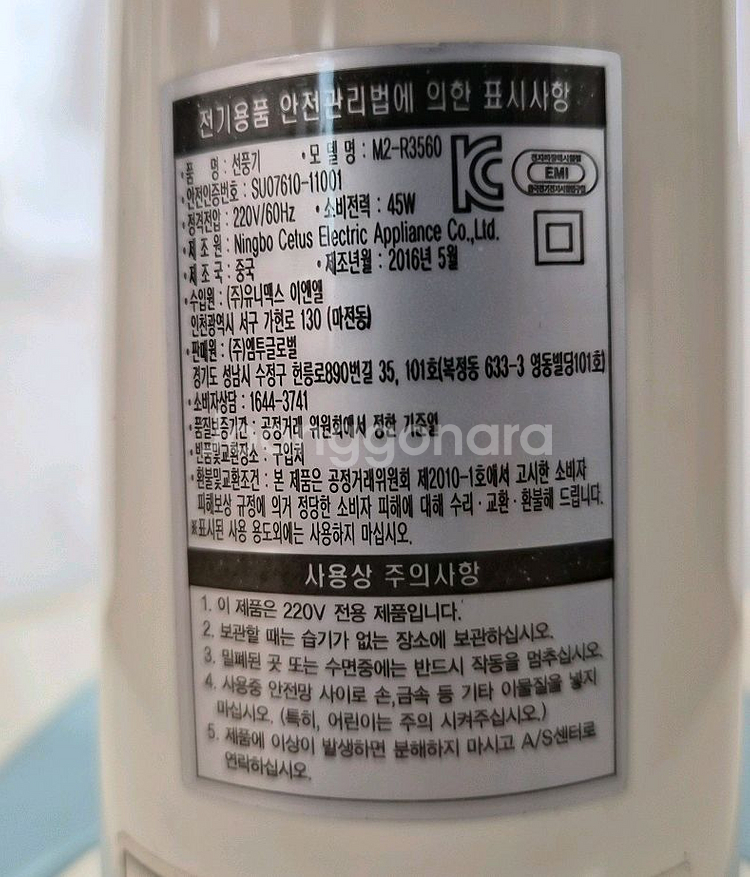 전기용품 안전관리법에 의한 표시사항
•품 명 : 선풍기 •모 델 명 : M2-R3560
•안전인증번호 : SU07610-11001
•정격전압 : 220V/60Hz •소비전력 : 45W
•제 조 원 : Ningbo Cetus Electric Appliance Co.,Ltd.
•제 조 국 : 중국 •제조년월 : 2016년 5월
•수입원 : (주)유니맥스 이앤엘
인천광역시 서구 가현로 130 (마전동)
•판매원 : (주)엠투글로벌
경기도 성남시 수정구 헌릉로890번길 35, 101호(복정동 633-3 영동빌딩101호)
•소비자상담 : 1644-3741
•품질보증기간 : 공정거래 위원회에서 정한 기준일
•반품및교환장소 : 구입처
•환불및교환조건 : 본 제품은 공정거래위원회 제2010-1호에서 고시한 소비자
피해보상 규정에 의거 정당한 소비자 피해에 대해 수리·교환·환불해 드립니다.
※표시된 사용 용도외에는 사용하지 마십시오.
EMI
사용상 주의사항
1. 이 제품은 220V 전용 제품입니다.
2. 보관할 때는 습기가 없는 장소에 보관하십시오.
3. 밀폐된 곳 또는 수면중에는 반드시 작동을 멈추십시오.
4. 사용중 안전망 사이로 손,금속 등 기타 이물질을 넣지
마십시오. (특히, 어린이는 주의 시켜주십시오.)
5. 제품에 이상이 발생하면 분해하지 마시고 A/S센터로
연락하십시오.